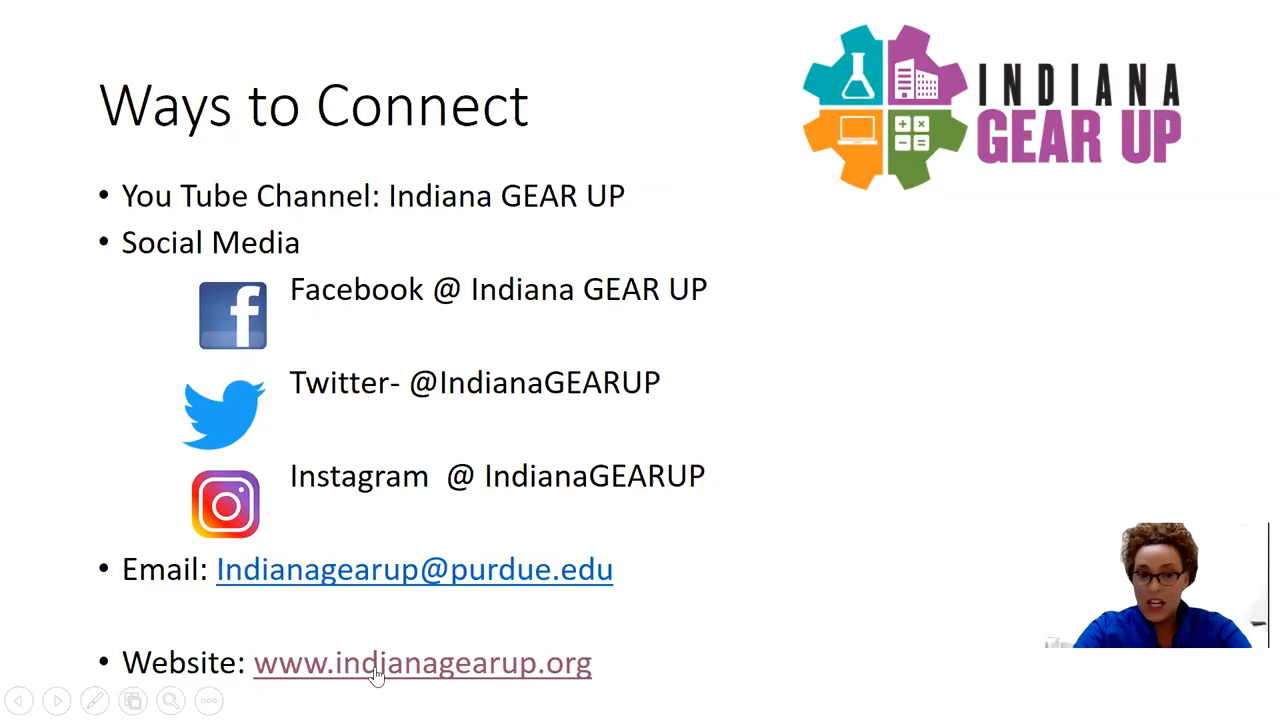 Ways to Connect
INDIANA
GEAR UP
• You Tube Channel: Indiana GEAR UP
• Social Media
Facebook @ Indiana GEAR UP
Twitter- @IndianaGEARUP
Instagram @ IndianaGEARUP
• Email: Indianagearup@purdue.edu
• Website: www.indianagearup.org